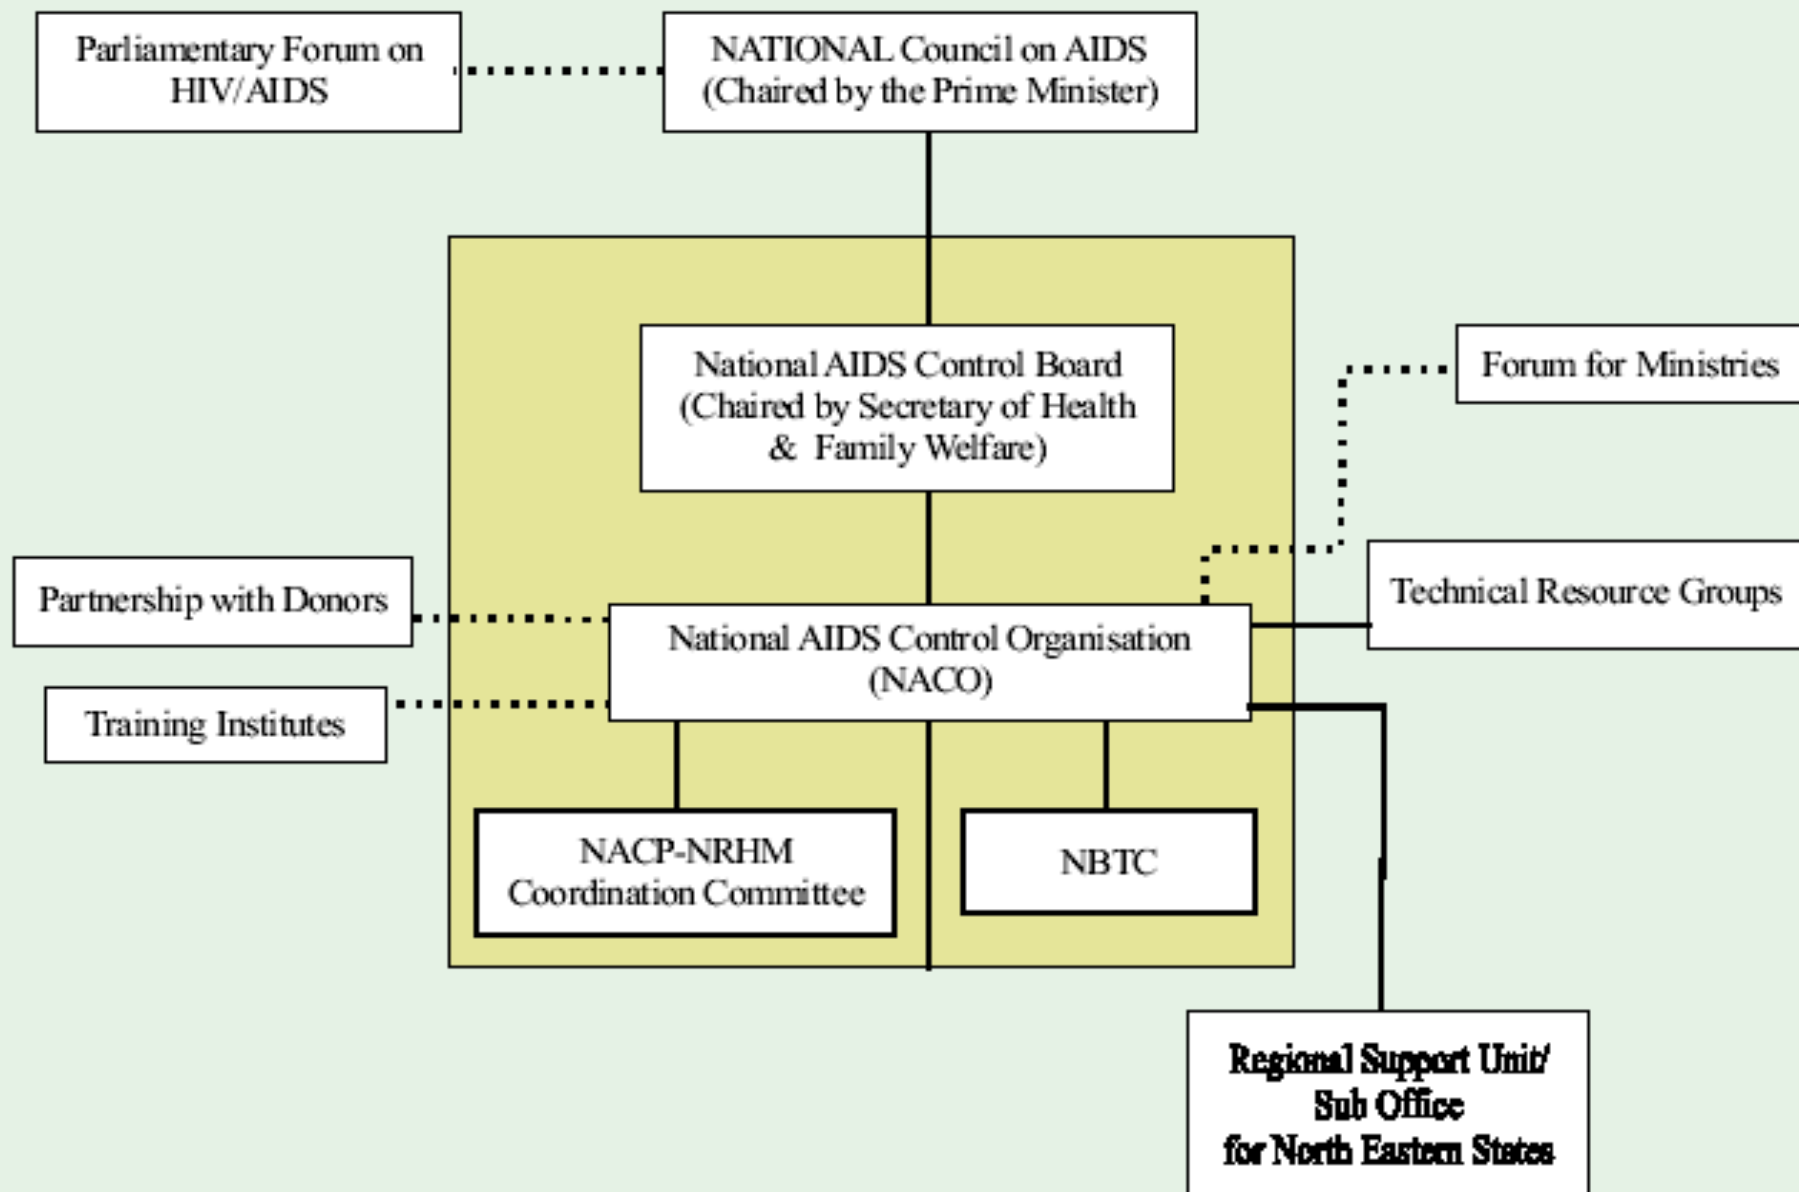 Parliamentary Forum on
HIV/AIDS
NATIONAL Council on AIDS
(Chaired by the Prime Minister)
National AIDS Control Board
(Chaired by Secretary of Health
& Family Welfare)
Forum for Ministries
Partnership with Donors
National AIDS Control Organisation
(NACO)
Technical Resource Groups
Training Institutes
NACP-NRHM
Coordination Committee
NBTC
Regional Support Unit/
Sub Office
for North Eastern States